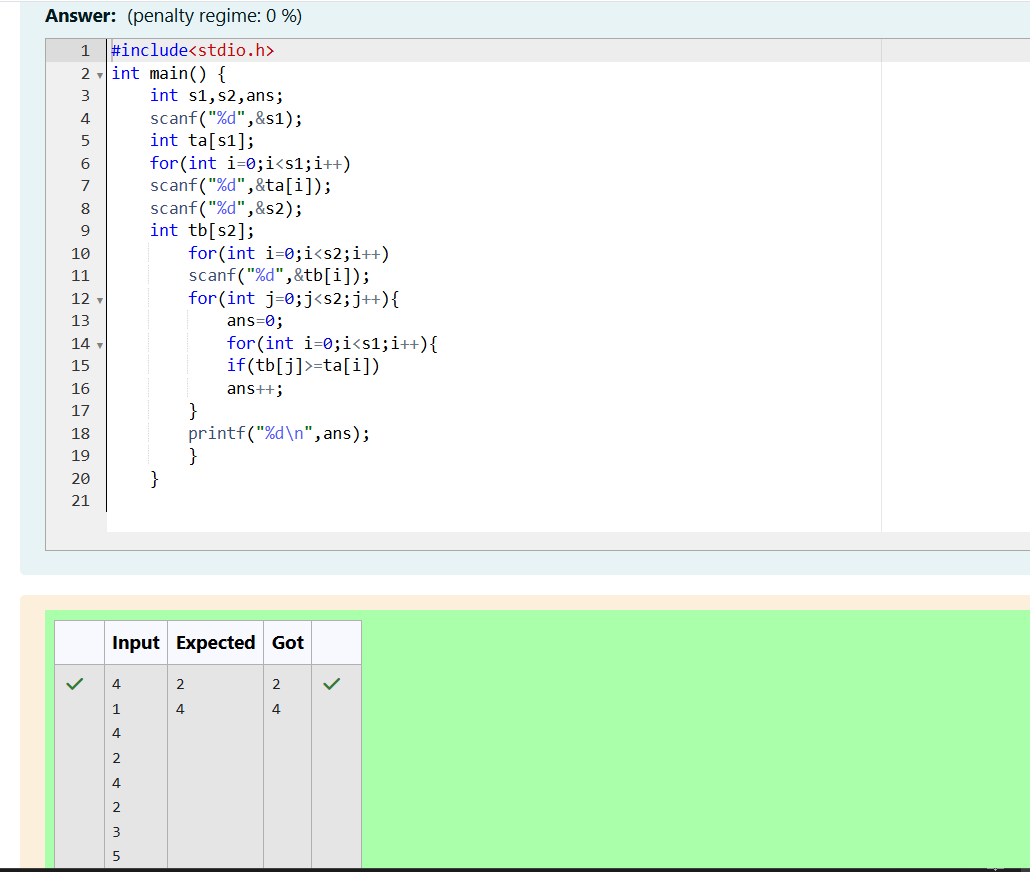 Answer: (penalty regime: 0 %)
1 #include<stdio.h>
2 int main() {
3 int s1,s2,ans;
4 scanf("%d",&s1);
5 int ta[s1];
6 for(int i=0;i<s1;i++)
7 scanf("%d",&ta[i]);
8 scanf("%d",&s2);
9 int tb[s2];
10 for(int i=0;i<s2;i++)
11 scanf("%d",&tb[i]);
12 for(int j=0;j<s2;j++){
13 ans=0;
14 for(int i=0;i<s1;i++){
15 if(tb[j]>=ta[i])
16 ans++;
17 }
18 printf("%d\n",ans);
19 }
20 }
21
Input Expected Got
4 2 2
1 4 4
4
2
4
2
3
5